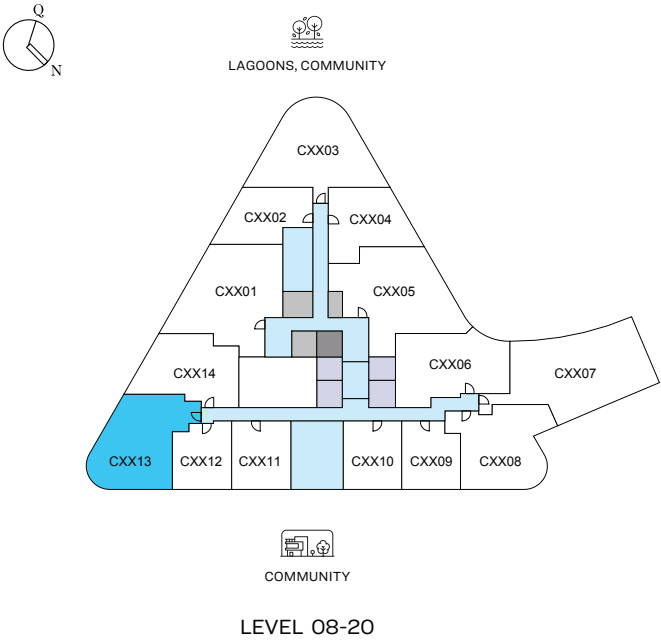 Q
N
LAGOONS, COMMUNITY
CXX03
CXX02
CXX04
CXX01
CXX05
CXX06
CXX07
CXX14
CXX13
CXX12
CXX11
CXX10
CXX09
CXX08
COMMUNITY
LEVEL 08-20